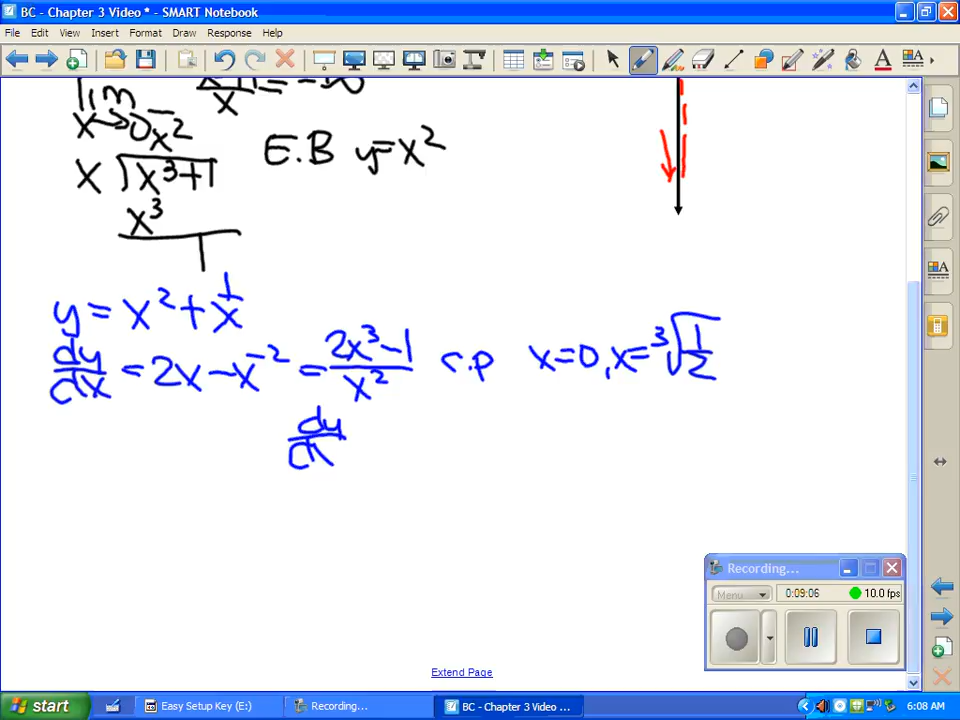 BC - Chapter 3 Video * - SMART Notebook
File Edit View Insert Format Draw Response Help
lim
x→0⁻
x²
x x³+1
x³
1
E.B y=x²
y = x² + 1/x
dy/dx = 2x - x⁻² = (2x³-1)/x² c.p x=0, x=³√(1/2)
dy/dx
Recording...
Menu 0:09:06 10.0 fps
Extend Page
start Easy Setup Key (E:) Recording... BC - Chapter 3 Video ... 6:08 AM